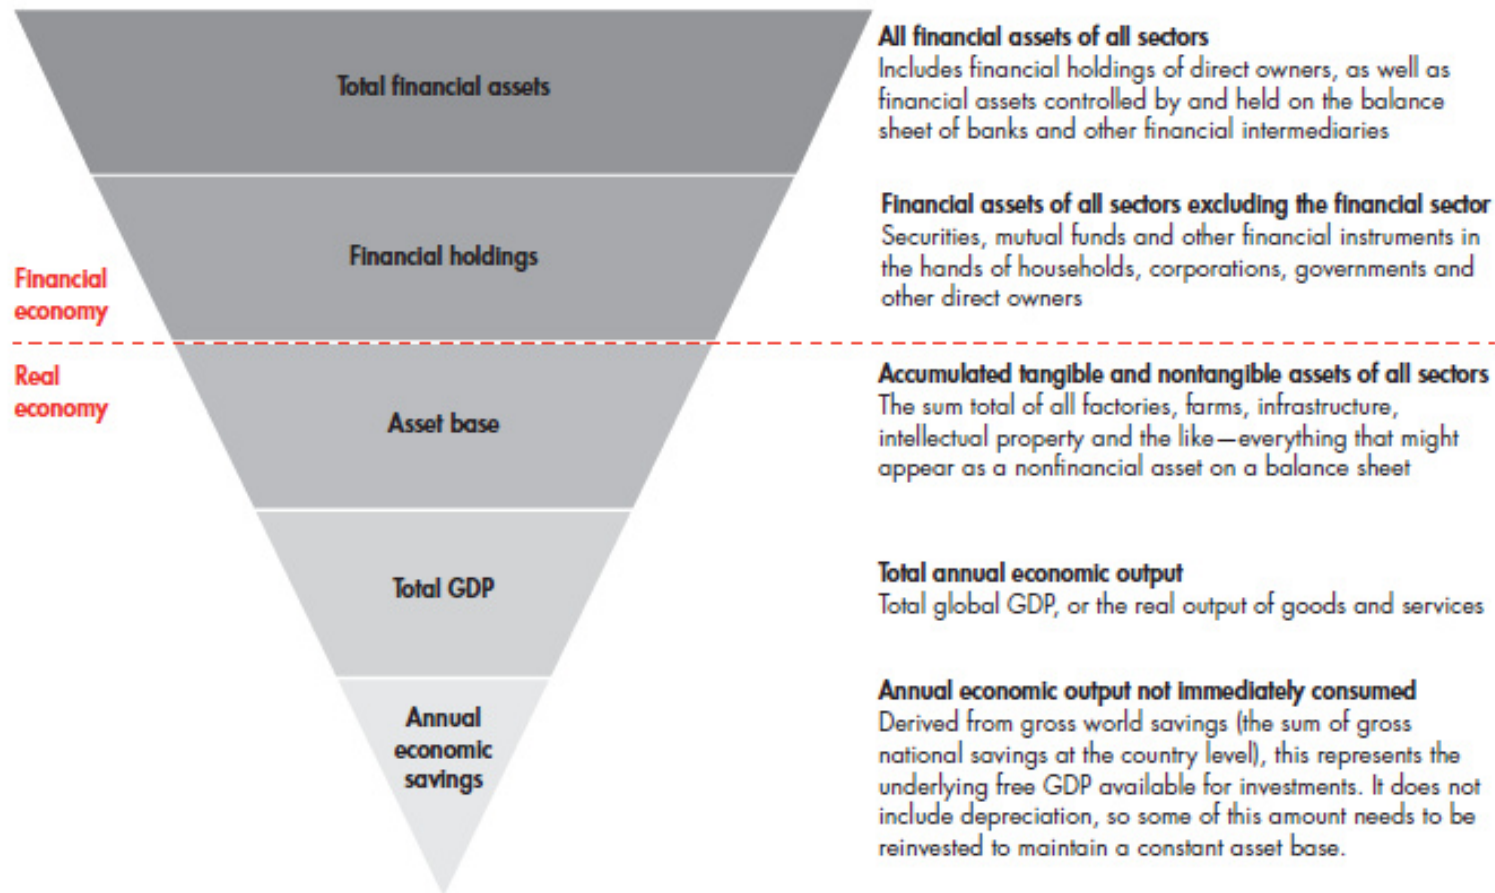 Total financial assets
All financial assets of all sectors
Includes financial holdings of direct owners, as well as
financial assets controlled by and held on the balance
sheet of banks and other financial intermediaries
Financial holdings
Financial assets of all sectors excluding the financial sector
Securities, mutual funds and other financial instruments in
the hands of households, corporations, governments and
other direct owners
Financial
economy
Real
economy
Asset base
Accumulated tangible and nontangible assets of all sectors
The sum total of all factories, farms, infrastructure,
intellectual property and the like—everything that might
appear as a nonfinancial asset on a balance sheet
Total GDP
Total annual economic output
Total global GDP, or the real output of goods and services
Annual
economic
savings
Annual economic output not immediately consumed
Derived from gross world savings (the sum of gross
national savings at the country level), this represents the
underlying free GDP available for investments. It does not
include depreciation, so some of this amount needs to be
reinvested to maintain a constant asset base.